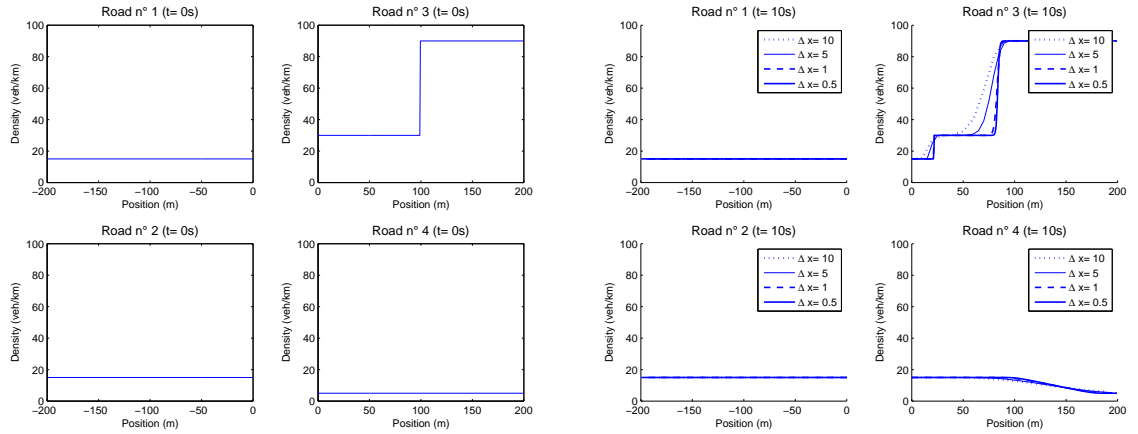 Road n° 1 (t= 0s)
Density (veh/km)
100
80
60
40
20
0
−200
−150
−100
−50
0
Position (m)
Road n° 3 (t= 0s)
Density (veh/km)
100
80
60
40
20
0
0
50
100
150
200
Position (m)
Road n° 1 (t= 10s)
Density (veh/km)
100
80
60
40
20
0
−200
−150
−100
−50
0
Position (m)
Δ x= 10
Δ x= 5
Δ x= 1
Δ x= 0.5
Road n° 3 (t= 10s)
Density (veh/km)
100
80
60
40
20
0
0
50
100
150
200
Position (m)
Δ x= 10
Δ x= 5
Δ x= 1
Δ x= 0.5
Road n° 2 (t= 0s)
Density (veh/km)
100
80
60
40
20
0
−200
−150
−100
−50
0
Position (m)
Road n° 4 (t= 0s)
Density (veh/km)
100
80
60
40
20
0
0
50
100
150
200
Position (m)
Road n° 2 (t= 10s)
Density (veh/km)
100
80
60
40
20
0
−200
−150
−100
−50
0
Position (m)
Δ x= 10
Δ x= 5
Δ x= 1
Δ x= 0.5
Road n° 4 (t= 10s)
Density (veh/km)
100
80
60
40
20
0
0
50
100
150
200
Position (m)
Δ x= 10
Δ x= 5
Δ x= 1
Δ x= 0.5